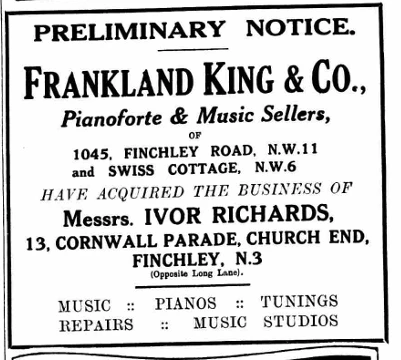 PRELIMINARY NOTICE.
FRANKLAND KING & CO.,
Pianoforte & Music Sellers,
OF
1045, FINCHLEY ROAD, N.W.11
and SWISS COTTAGE, N.W.6
HAVE ACQUIRED THE BUSINESS OF
Messrs. IVOR RICHARDS,
13, CORNWALL PARADE, CHURCH END,
FINCHLEY, N.3
(Opposite Long Lane).
MUSIC :: PIANOS :: TUNINGS
REPAIRS :: MUSIC STUDIOS